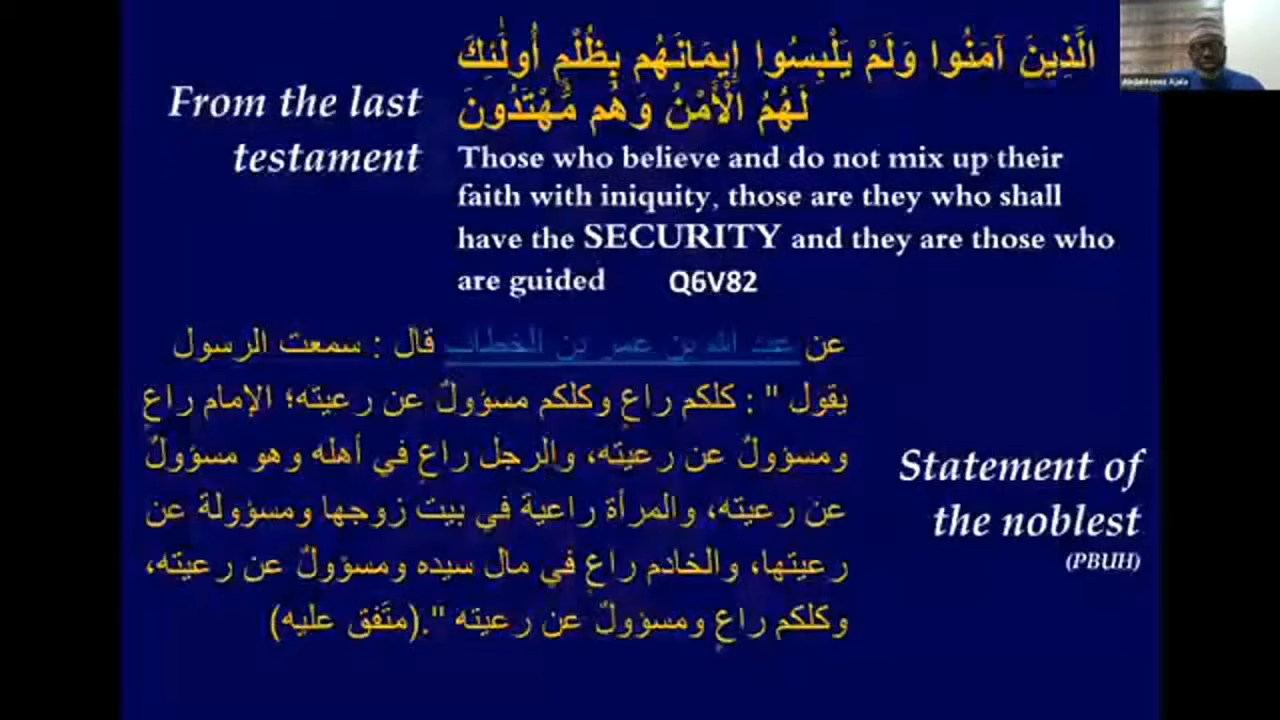 From the last
testament
الَّذِينَ آمَنُوا وَلَمْ يَلْبِسُوا إِيمَانَهُم بِظُلْمٍ أُولَٰئِكَ
لَهُمُ الْأَمْنُ وَهُم مُّهْتَدُونَ
Those who believe and do not mix up their
faith with iniquity, those are they who shall
have the SECURITY and they are those who
are guided Q6V82
عن عبد الله بن عمر بن الخطاب قال : سمعت الرسول
يقول " : كلكم راعٍ وكلكم مسؤولٌ عن رعيته؛ الإمام راعٍ
ومسؤولٌ عن رعيته، والرجل راعٍ في أهله وهو مسؤولٌ
عن رعيته، والمرأة راعية في بيت زوجها ومسؤولة عن
رعيتها، والخادم راعٍ في مال سيده ومسؤولٌ عن رعيته،
وكلكم راعٍ ومسؤولٌ عن رعيته ".(متَّفق عليه)
Statement of
the noblest
(PBUH)